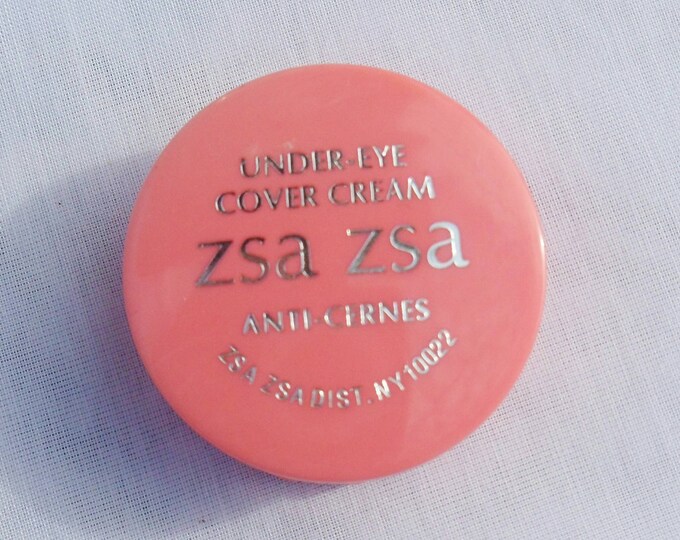 UNDER-EYE
COVER CREAM
zsa zsa
ANTI-CERNES
ZSA ZSA DIST. NY 10022